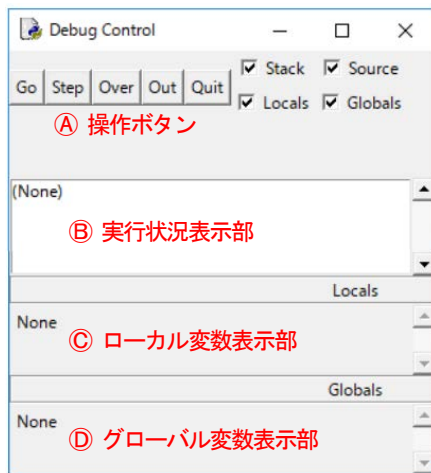 Debug Control
Stack Source
Go Step Over Out Quit
Locals Globals
Ⓐ 操作ボタン
(None)
Ⓑ 実行状況表示部
Locals
None
Ⓒ ローカル変数表示部
Globals
None
Ⓓ グローバル変数表示部